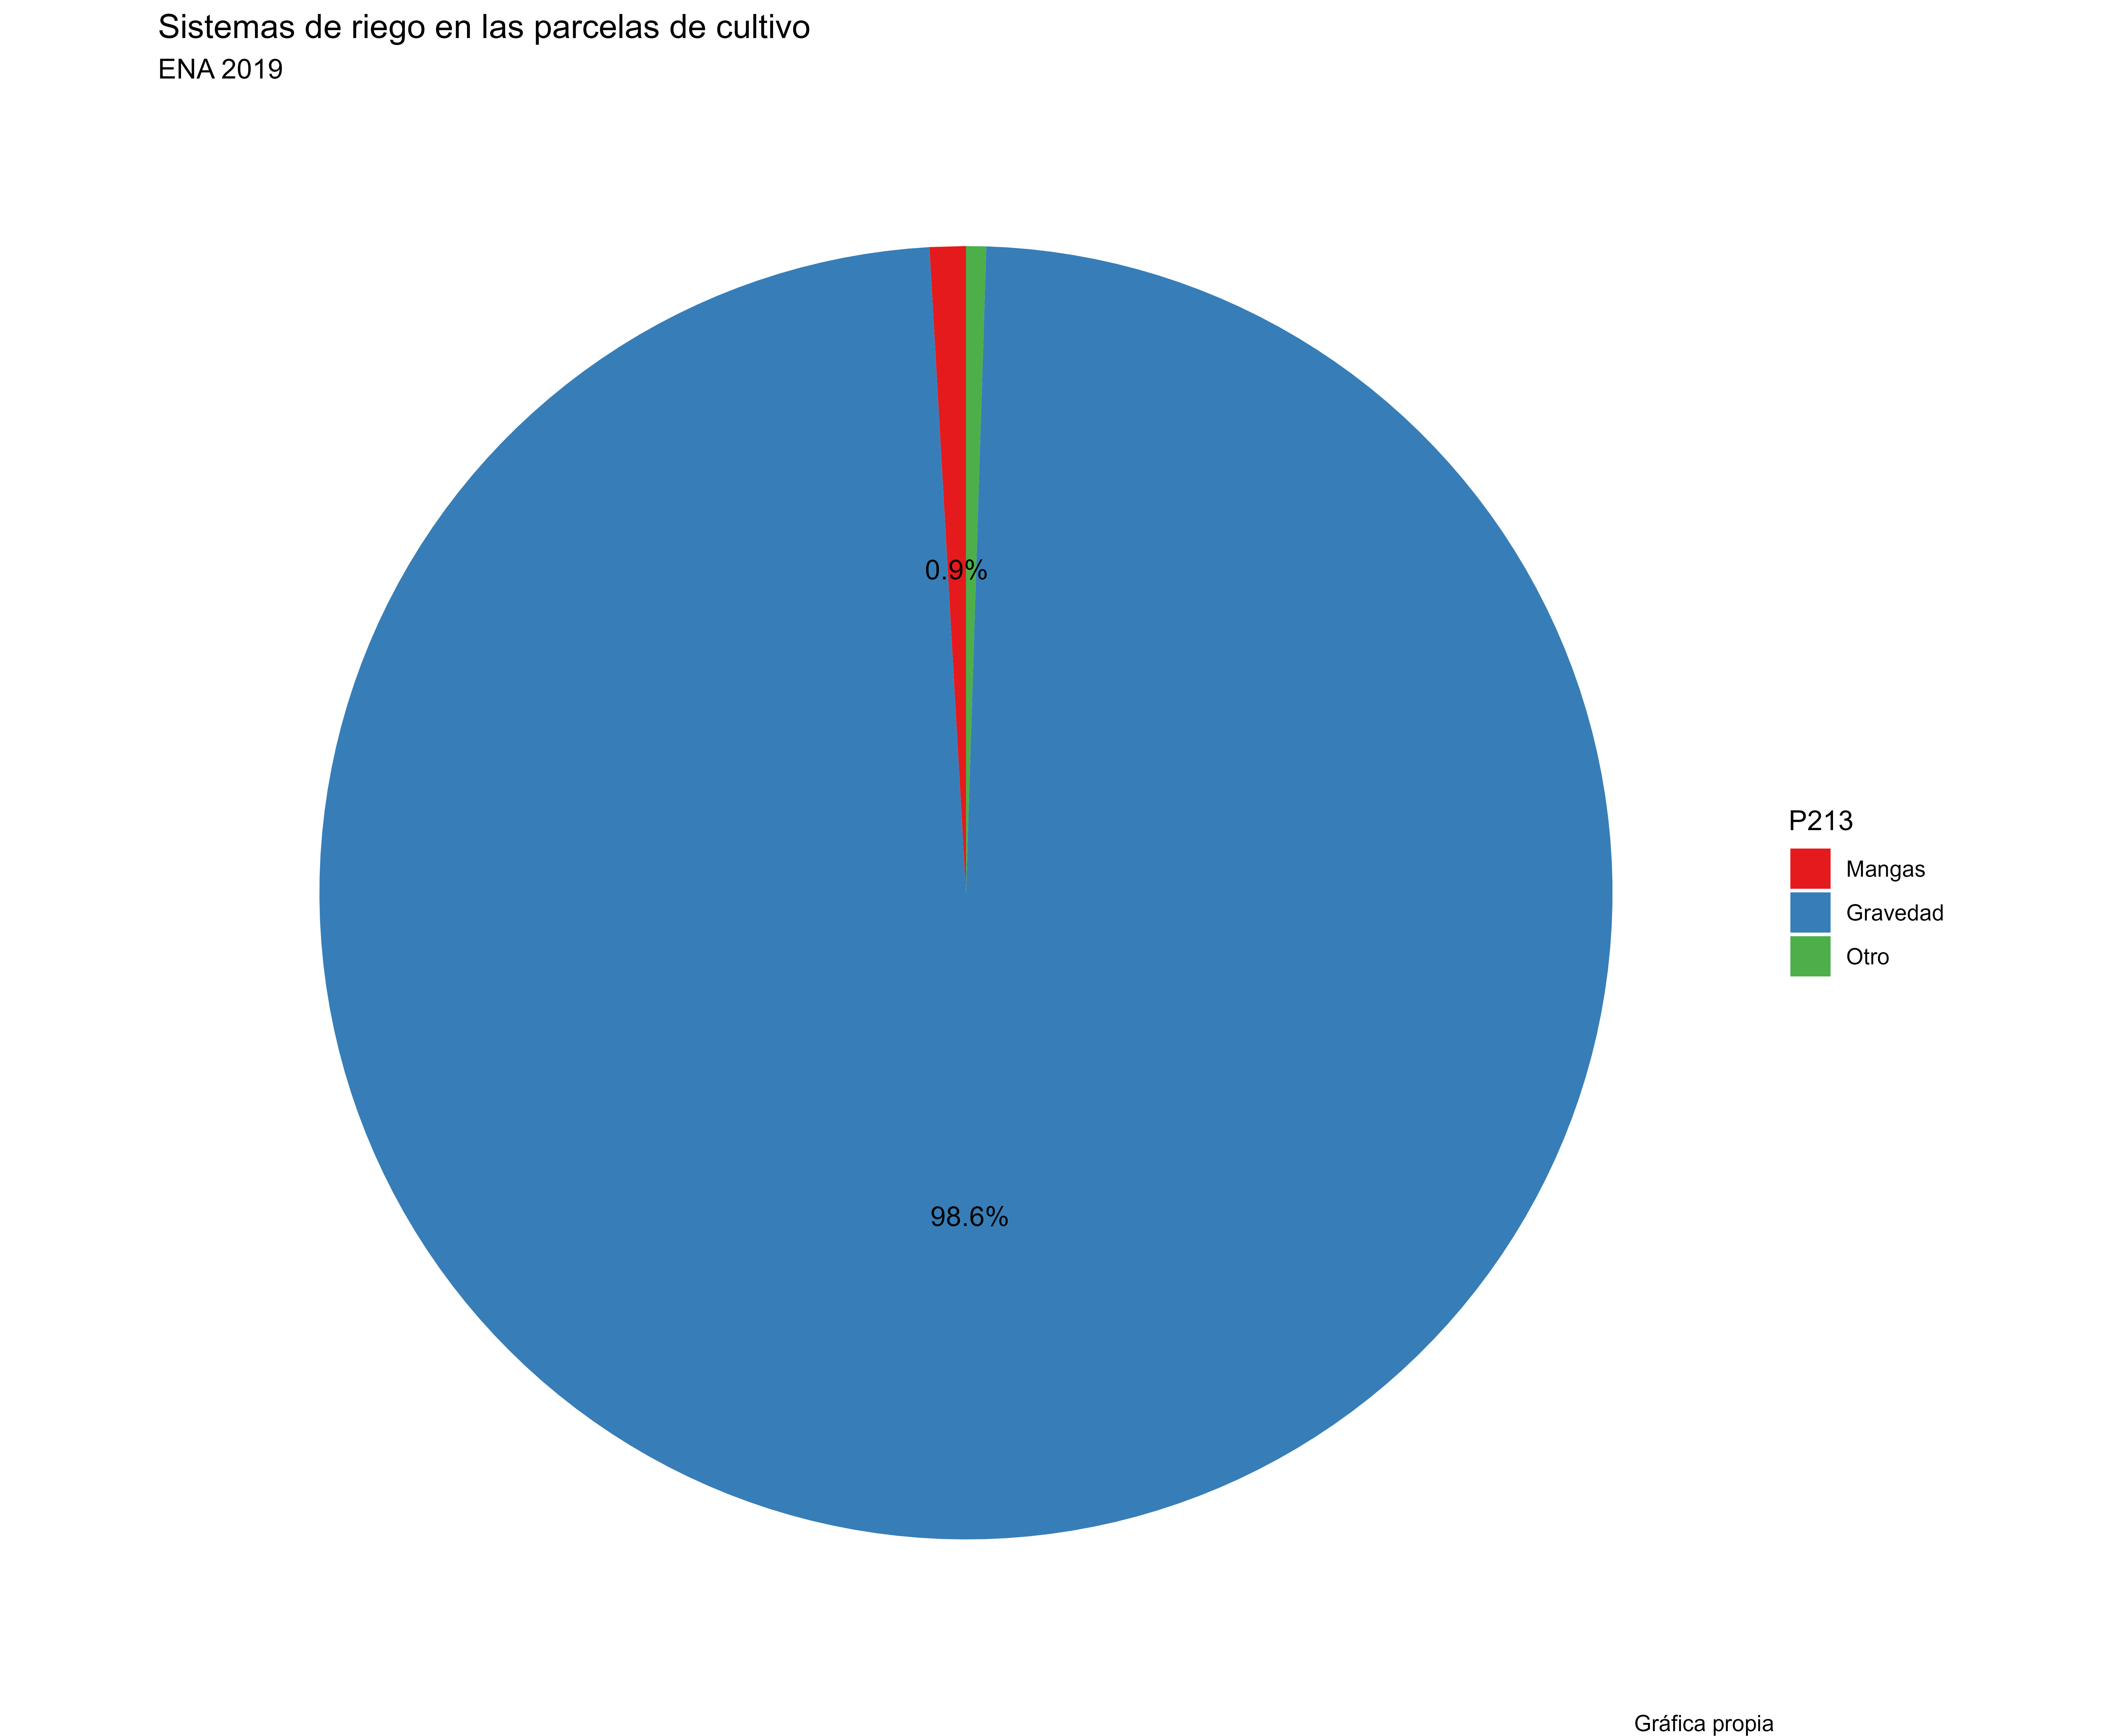 Sistemas de riego en las parcelas de cultivo
ENA 2019
0.9%
98.6%
P213
Mangas
Gravedad
Otro
Gráfica propia